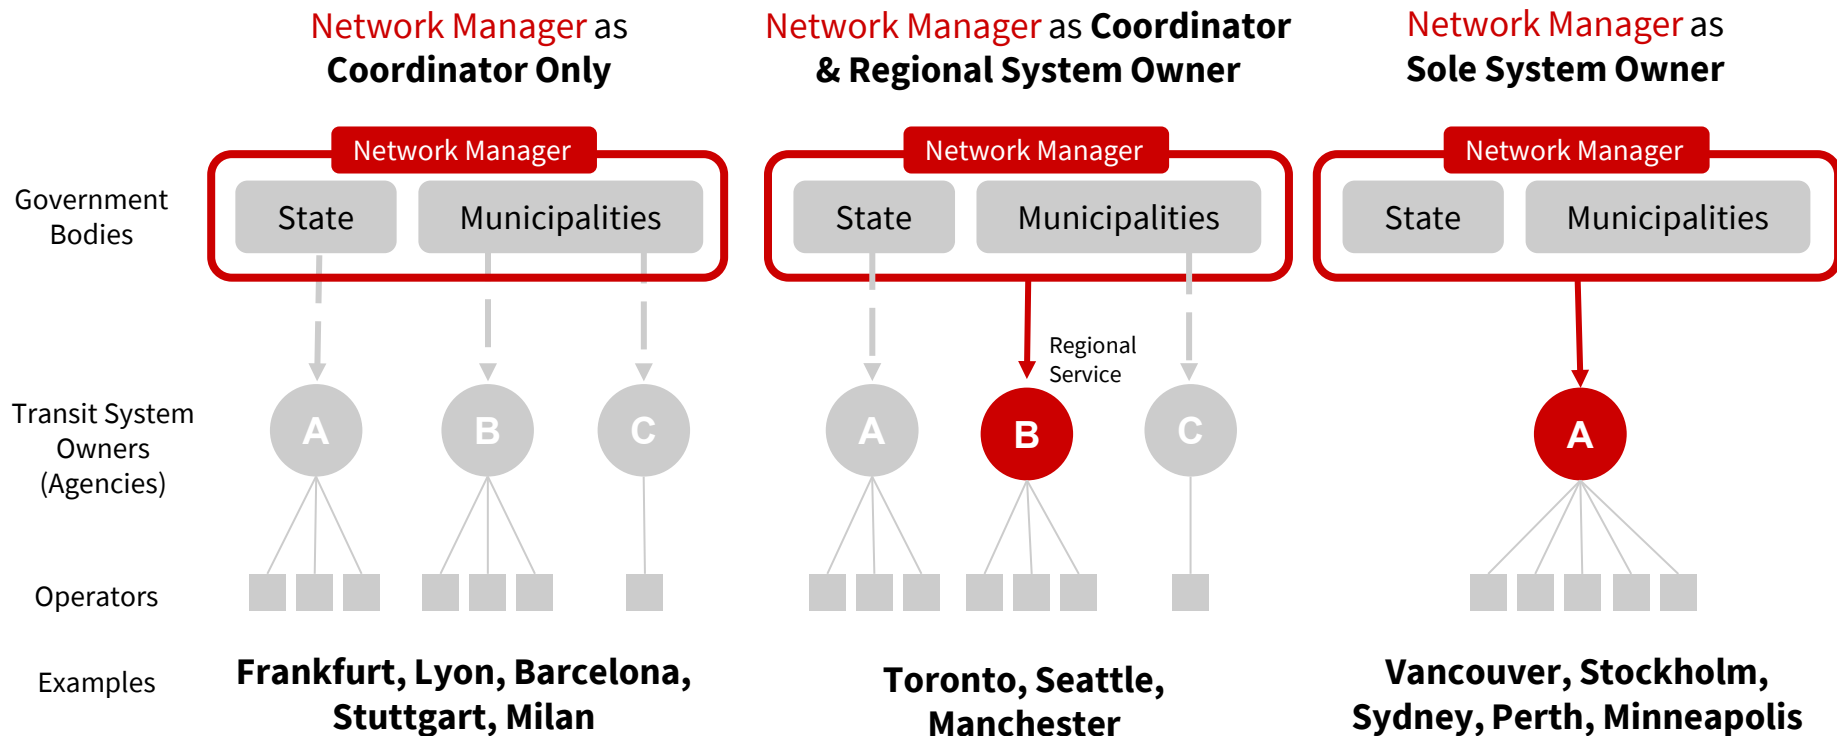 Network Manager as
Coordinator Only
Network Manager as Coordinator
& Regional System Owner
Network Manager as
Sole System Owner
Government
Bodies
Network Manager
State
Municipalities
Network Manager
State
Municipalities
Network Manager
State
Municipalities
Regional
Service
Transit System
Owners
(Agencies)
A
B
C
A
B
C
A
Operators
Examples
Frankfurt, Lyon, Barcelona,
Stuttgart, Milan
Toronto, Seattle,
Manchester
Vancouver, Stockholm,
Sydney, Perth, Minneapolis